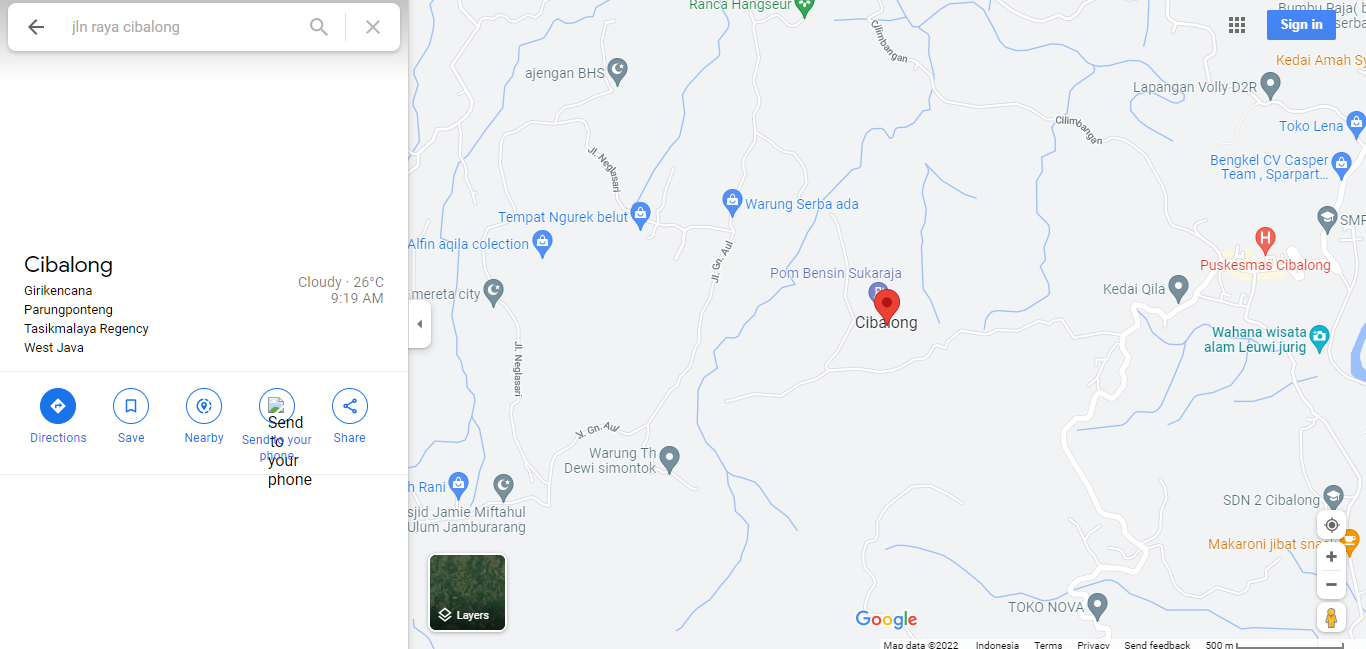 jln raya cibalong
Cibalong
Girikencana
Parungponteng
Tasikmalaya Regency
West Java
Cloudy · 26°C
9:19 AM
Directions
Save
Nearby
Send to your
phone
Send
to
your
phone
Share
Ranca Hangseur
Cilimbangan
ajengan BHS
Sign in
Bumbu Raja( b
serba
Kedai Amah Sy
Lapangan Volly D2R
Cilimbangan
Toko Lena
Jl. Neglasari
Bengkel CV Casper
Team , Sparpart...
Tempat Ngurek belut
Warung Serba ada
SMP
Alfin aqila colection
Jl. Gn. Aul
Pom Bensin Sukaraja
Puskesmas Cibalong
mereta city
Kedai Qila
Cibalong
Wahana wisata
alam Leuwi jurig
Jl. Neglasari
Jl. Gn. Aul
Warung Th
Dewi simontok
h Rani
SDN 2 Cibalong
sjid Jamie Miftahul
Ulum Jamburarang
Makaroni jibat sna
Layers
TOKO NOVA
Google
Map data ©2022
Indonesia
Terms
Privacy
Send feedback
500 m